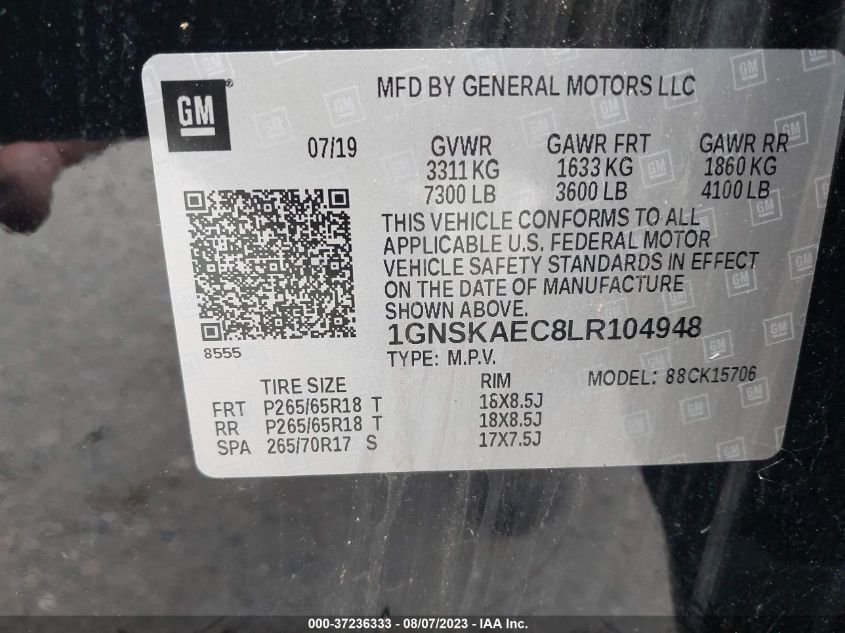 MFD BY GENERAL MOTORS LLC
GM®
07/19
GVWR GAWR FRT GAWR RR
3311 KG 1633 KG 1860 KG
7300 LB 3600 LB 4100 LB
THIS VEHICLE CONFORMS TO ALL
APPLICABLE U.S. FEDERAL MOTOR
VEHICLE SAFETY STANDARDS IN EFFECT
ON THE DATE OF MANUFACTURE
SHOWN ABOVE.
8555
1GNSKAEC8LR104948
TYPE: M.P.V.
MODEL: 88CK15706
TIRE SIZE RIM
FRT P265/65R18 T 18X8.5J
RR P265/65R18 T 18X8.5J
SPA 265/70R17 S 17X7.5J
000-37236333 - 08/07/2023 - IAA Inc.